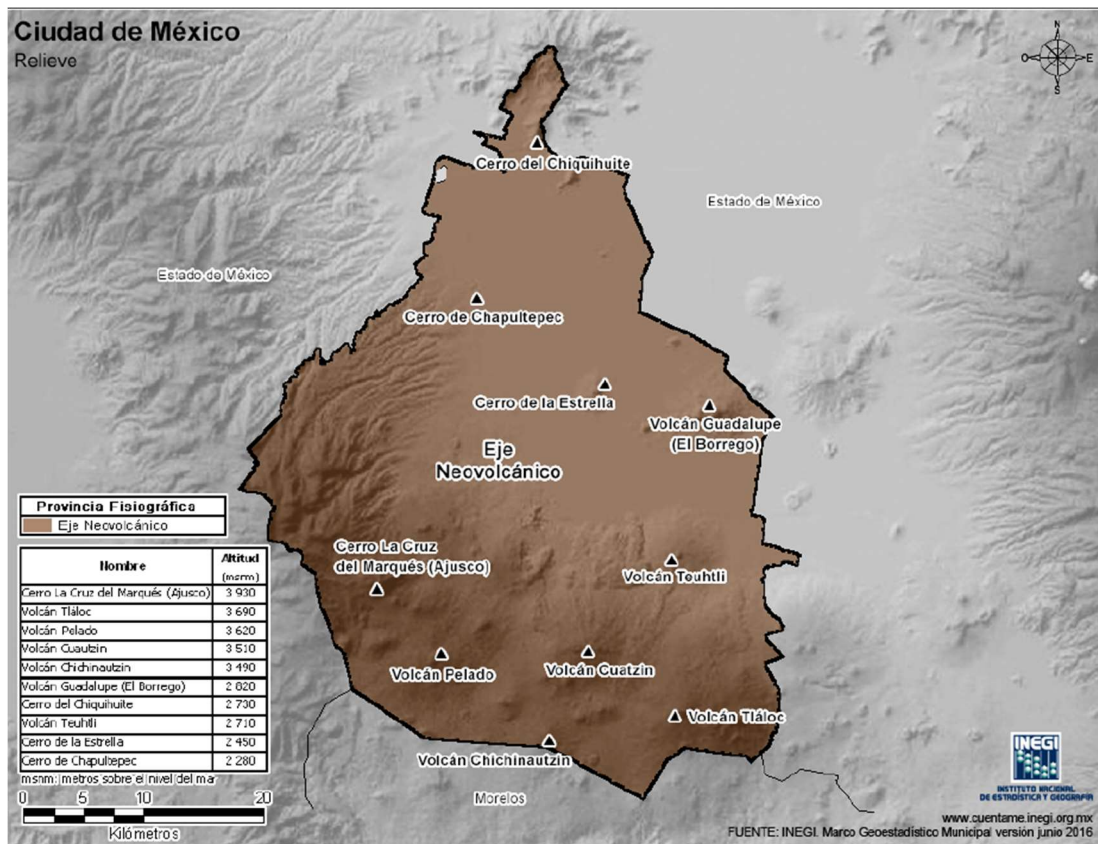 Ciudad de México
Relieve
N
O
E
S
Cerro del Chiquihuite
Estado de México
Estado de México
Cerro de Chapultepec
Cerro de la Estrella
Volcán Guadalupe
(El Borrego)
Eje
Neovolcánico
Provincia Fisiográfica
Eje Neovolcánico
Cerro La Cruz
del Marqués (Ajusco)
Volcán Teuhtli
Volcán Pelado
Volcán Cuatzin
Volcán Tláloc
Volcán Chichinautzin
Morelos
Nombre Altitud
(msnm)
Cerro La Cruz del Marqués (Ajusco) 3 930
Volcán Tláloc 3 690
Volcán Pelado 3 620
Volcán Cuautzin 3 510
Volcán Chichinautzin 3 490
Volcán Guadalupe (El Borrego) 2 820
Cerro del Chiquihuite 2 730
Volcán Teuhtli 2 710
Cerro de la Estrella 2 450
Cerro de Chapultepec 2 280
msnm: metros sobre el nivel del mar
0 5 10 20
Kilómetros
INEGI
INSTITUTO NACIONAL
DE ESTADÍSTICA Y GEOGRAFÍA
www.cuentame.inegi.org.mx
FUENTE: INEGI. Marco Geoestadístico Municipal versión junio 2016